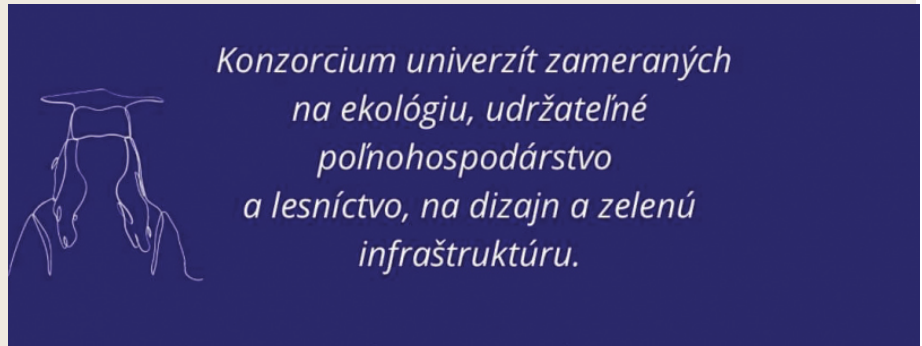 Konzorcium univerzít zameraných
na ekológiu, udržateľné
poľnohospodárstvo
a lesníctvo, na dizajn a zelenú
infraštruktúru.